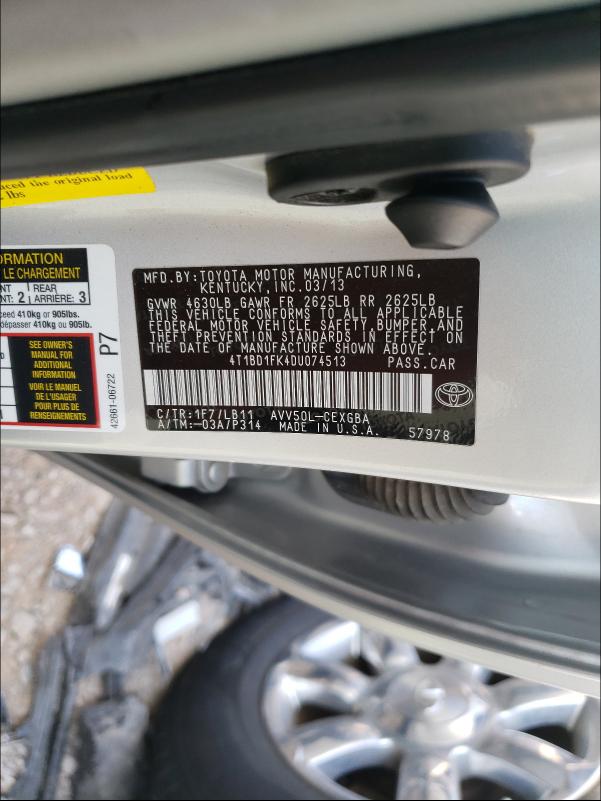 uced the original load
lbs
ORMATION
LE CHARGEMENT
NT REAR
NT: 2 ARRIÈRE: 3
ceed 410kg or 905lbs.
dépasser 410kg ou 905lb.
SEE OWNER'S
MANUAL FOR
ADDITIONAL
VOIR LE MANUEL
DE L'USAGER
POUR PLUS DE
RENSEIGNEMENTS
P7
42661-06722
MFD.BY:TOYOTA MOTOR MANUFACTURING,
KENTUCKY,INC.03/13
GVWR 4630LB GAWR FR 2625LB RR 2625LB
THIS VEHICLE CONFORMS TO ALL APPLICABLE
FEDERAL MOTOR VEHICLE SAFETY,BUMPER,AND
THEFT PREVENTION STANDARDS IN EFFECT ON
THE DATE OF MANUFACTURE SHOWN ABOVE.
4T1BD1FK4DU074513 PASS.CAR
C/TR:1F7/LB11 AVV50L-CEXGBA
A/TM:-03A/P314 MADE IN U.S.A. 57978